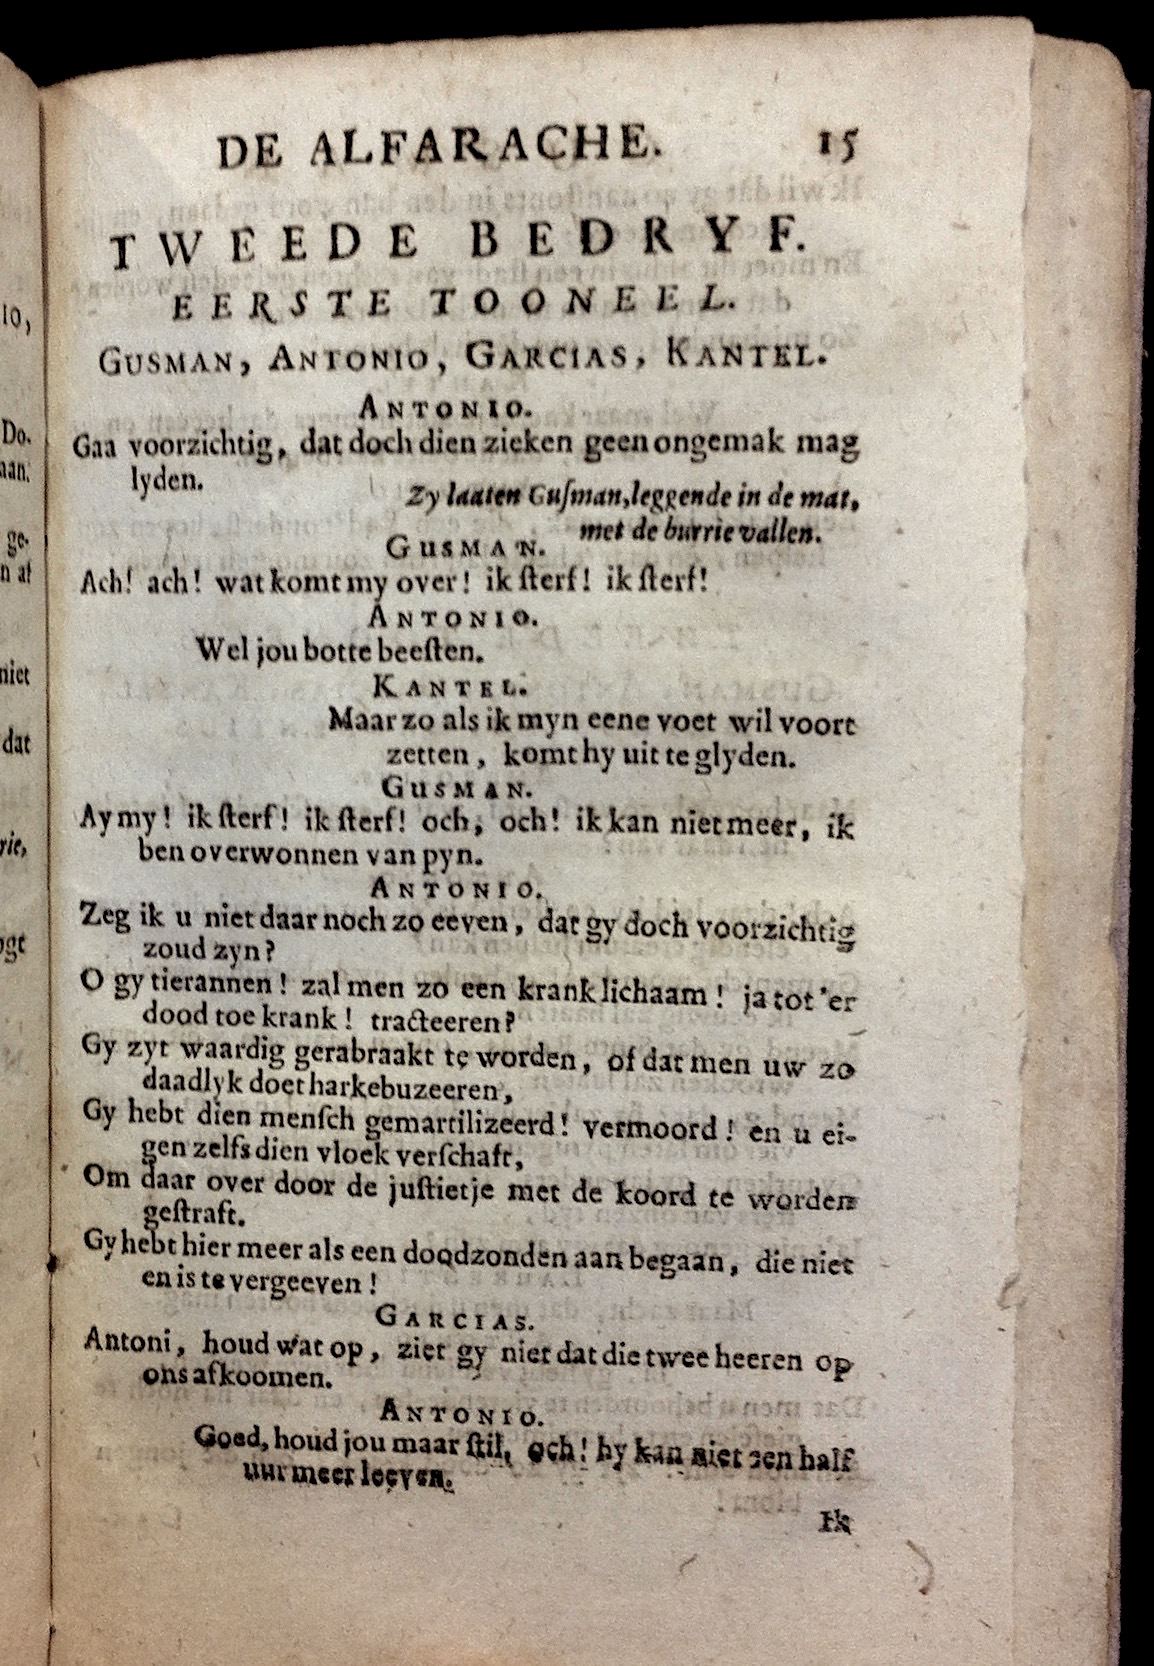 DE ALFARACHE. 15
TWEEDE BEDRYF.
EERSTE TOONEEL.
GUSMAN, ANTONIO, GARCIAS, KANTEL.
ANTONIO.
Gaa voorzichtig, dat doch dien zieken geen ongemak mag
lyden.
Zy laaten Guſman, leggende in de mat,
met de burrie vallen.
GUSMAN.
Ach! ach! wat komt my over! ik ſterf! ik ſterf!
ANTONIO.
Wel jou botte beeſten.
KANTEL.
Maar zo als ik myn eene voet wil voort
zetten, komt hy uit te glyden.
GUSMAN.
Ay my! ik ſterf! ik ſterf! och, och! ik kan niet meer, ik
ben overwonnen van pyn.
ANTONIO.
Zeg ik u niet daar noch zo eeven, dat gy doch voorzichtig
zoud zyn?
O gy tierannen! zal men zo een krank lichaam! ja tot 'er
dood toe krank! tracteeren?
Gy zyt waardig gerabraakt te worden, of dat men uw zo
daadlyk doet harkebuzeeren,
Gy hebt dien menſch gemartilizeerd! vermoord! en u ei-
gen zelfs dien vloek verſchaft,
Om daar over door de juſtietje met de koord te worden
geſtraft.
Gy hebt hier meer als een doodzonden aan begaan, die niet
en is te vergeeven!
GARCIAS.
Antoni, houd wat op, ziet gy niet dat die twee heeren op
ons afkoomen.
ANTONIO.
Goed, houd jou maar ſtil, och! hy kan niet een half
uur meer leeven.
Ik
io,
Do.
aan.
ge-
n af
niet
dat
rie,
ogt